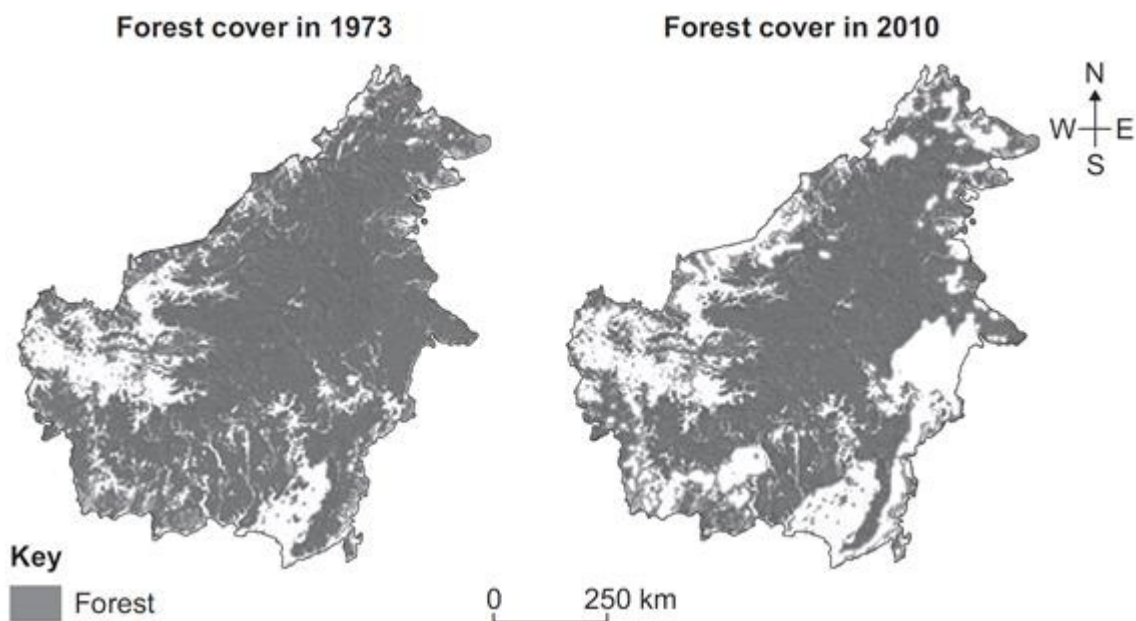 Forest cover in 1973
Forest cover in 2010
N
W E
S
Key
Forest
0 250 km